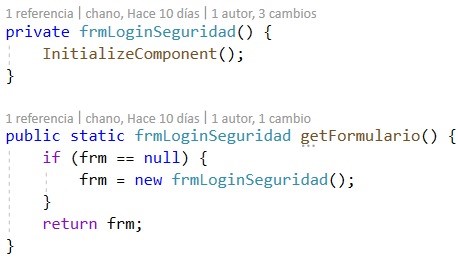 1 referencia | chano, Hace 10 días | 1 autor, 3 cambios
private frmLoginSeguridad() {
InitializeComponent();
}
1 referencia | chano, Hace 10 días | 1 autor, 1 cambio
public static frmLoginSeguridad getFormulario() {
if (frm == null) {
frm = new frmLoginSeguridad();
}
return frm;
}